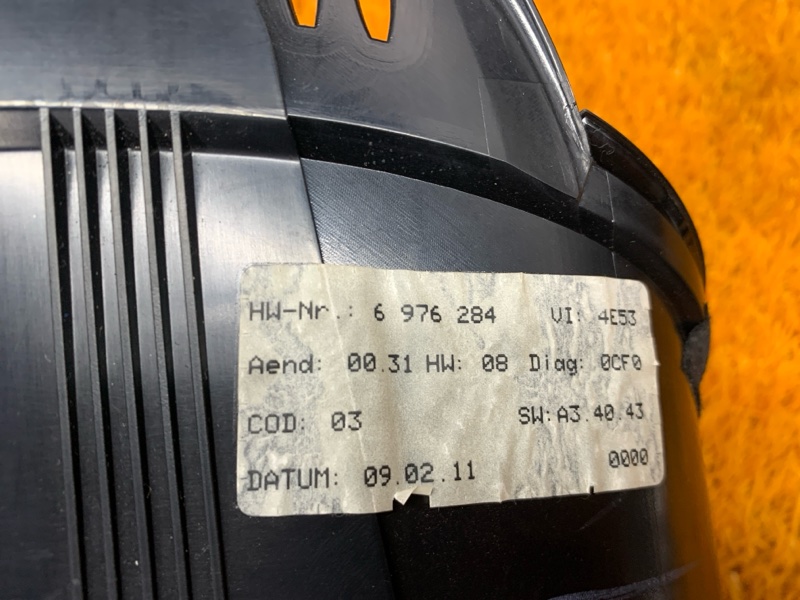 HW-Nr.: 6 976 284 VI: 4E53
Aend: 00.31 HW: 08 Diag: 0CF0
COD: 03 SW:A3.40.43
DATUM: 09.02.11 0000